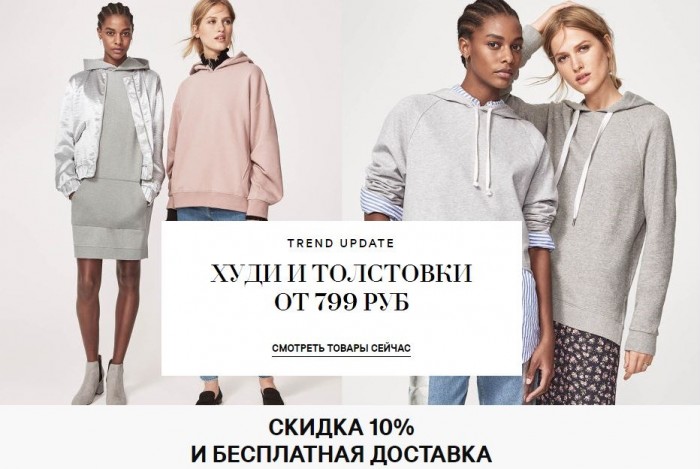 TREND UPDATE
ХУДИ И ТОЛСТОВКИ
ОТ 799 РУБ
СМОТРЕТЬ ТОВАРЫ СЕЙЧАС
СКИДКА 10%
И БЕСПЛАТНАЯ ДОСТАВКА